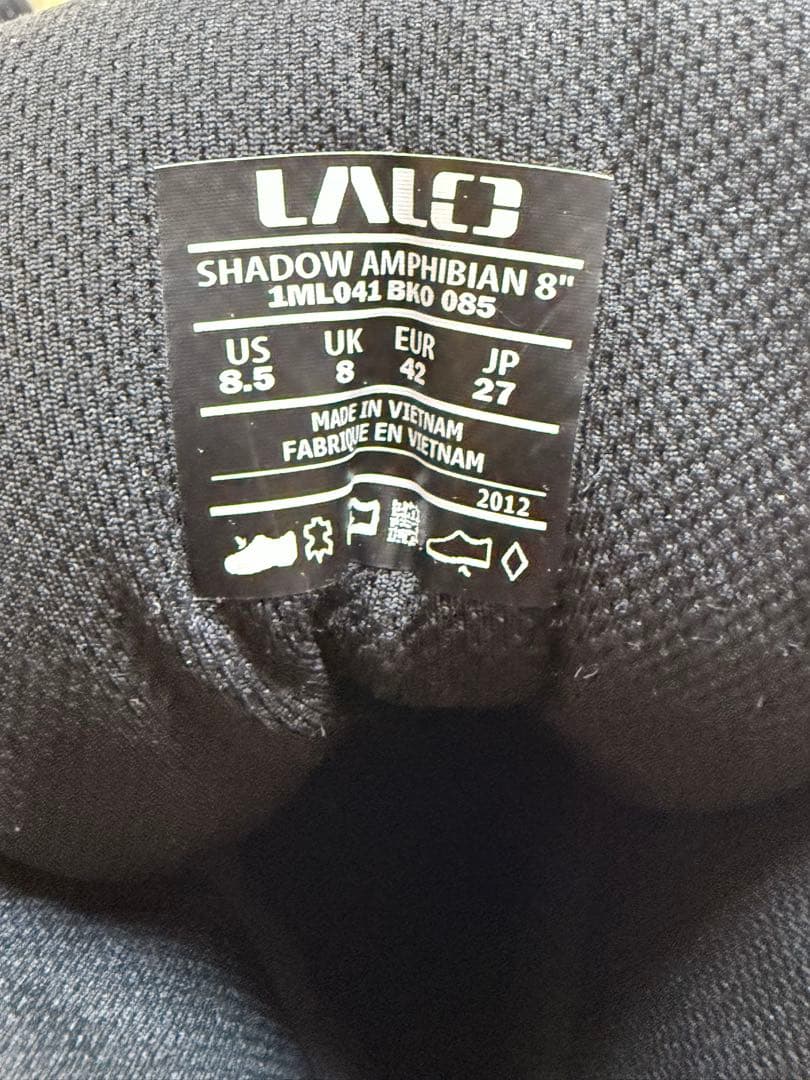 LALO
SHADOW AMPHIBIAN 8"
1ML041 BK0 085
US UK EUR JP
8.5 8 42 27
MADE IN VIETNAM
FABRIQUE EN VIETNAM
2012